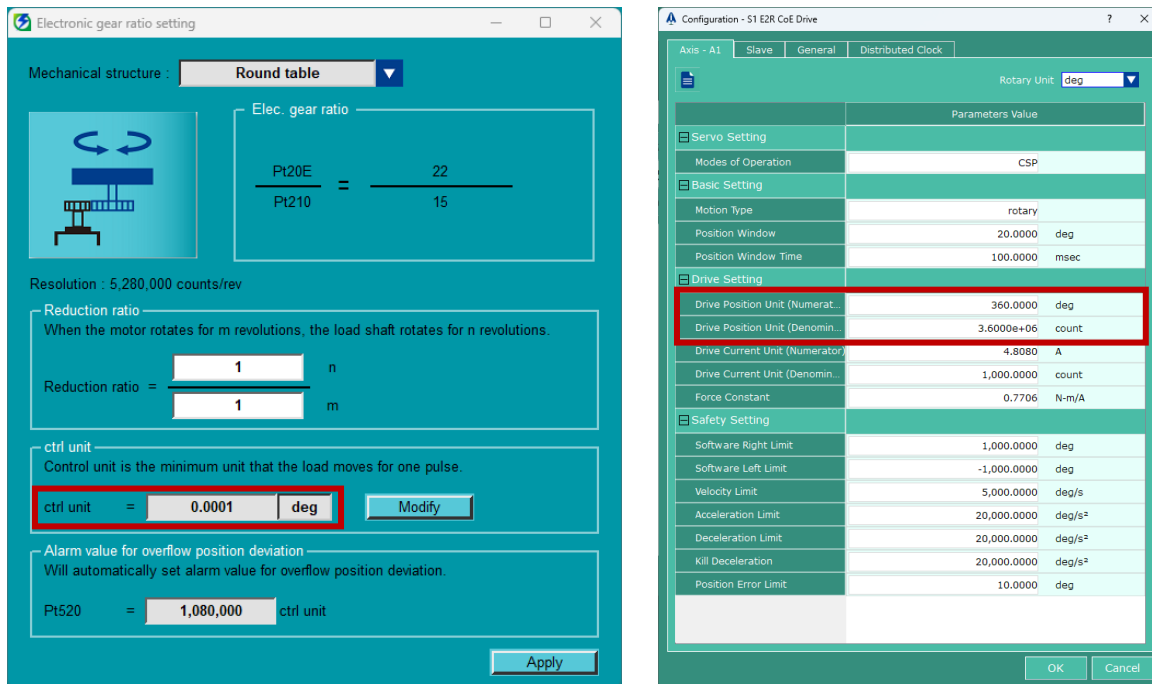 Electronic gear ratio setting
Mechanical structure : Round table
Elec. gear ratio
Pt20E
Pt210
=
22
15
Resolution : 5,280,000 counts/rev
Reduction ratio
When the motor rotates for m revolutions, the load shaft rotates for n revolutions.
Reduction ratio =
1 n
1 m
ctrl unit
Control unit is the minimum unit that the load moves for one pulse.
ctrl unit = 0.0001 deg Modify
Alarm value for overflow position deviation
Will automatically set alarm value for overflow position deviation.
Pt520 = 1,080,000 ctrl unit
Apply
Configuration - S1 E2R CoE Drive
Axis - A1 Slave General Distributed Clock
Rotary Unit deg
Parameters Value
Servo Setting
Modes of Operation CSP
Basic Setting
Motion Type rotary
Position Window 20.0000 deg
Position Window Time 100.0000 msec
Drive Setting
Drive Position Unit (Numerat... 360.0000 deg
Drive Position Unit (Denomin... 3.6000e+06 count
Drive Current Unit (Numerator) 4.8080 A
Drive Current Unit (Denomin... 1,000.0000 count
Force Constant 0.7706 N-m/A
Safety Setting
Software Right Limit 1,000.0000 deg
Software Left Limit -1,000.0000 deg
Velocity Limit 5,000.0000 deg/s
Acceleration Limit 20,000.0000 deg/s²
Deceleration Limit 20,000.0000 deg/s²
Kill Deceleration 20,000.0000 deg/s²
Position Error Limit 10.0000 deg
OK Cancel